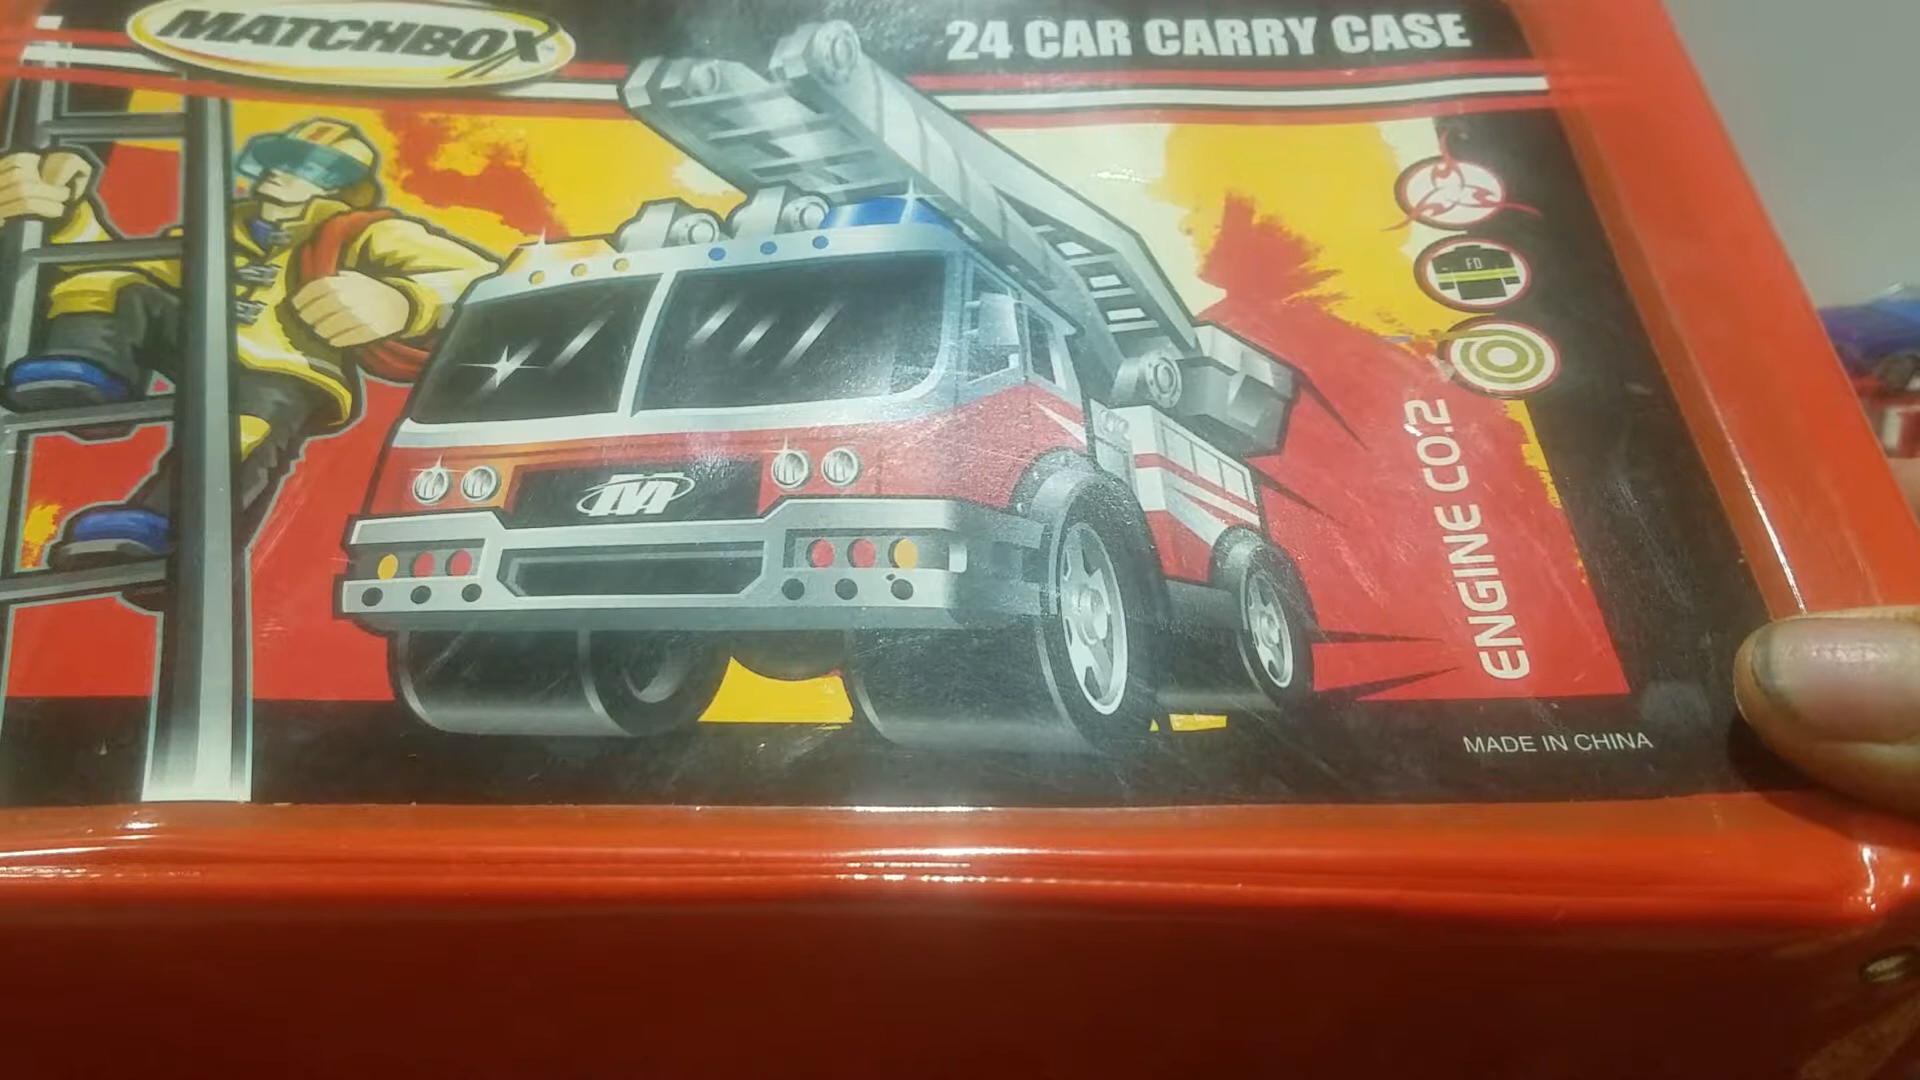 MATCHBOX
24 CAR CARRY CASE
FD
M
ENGINE CO.2
MADE IN CHINA